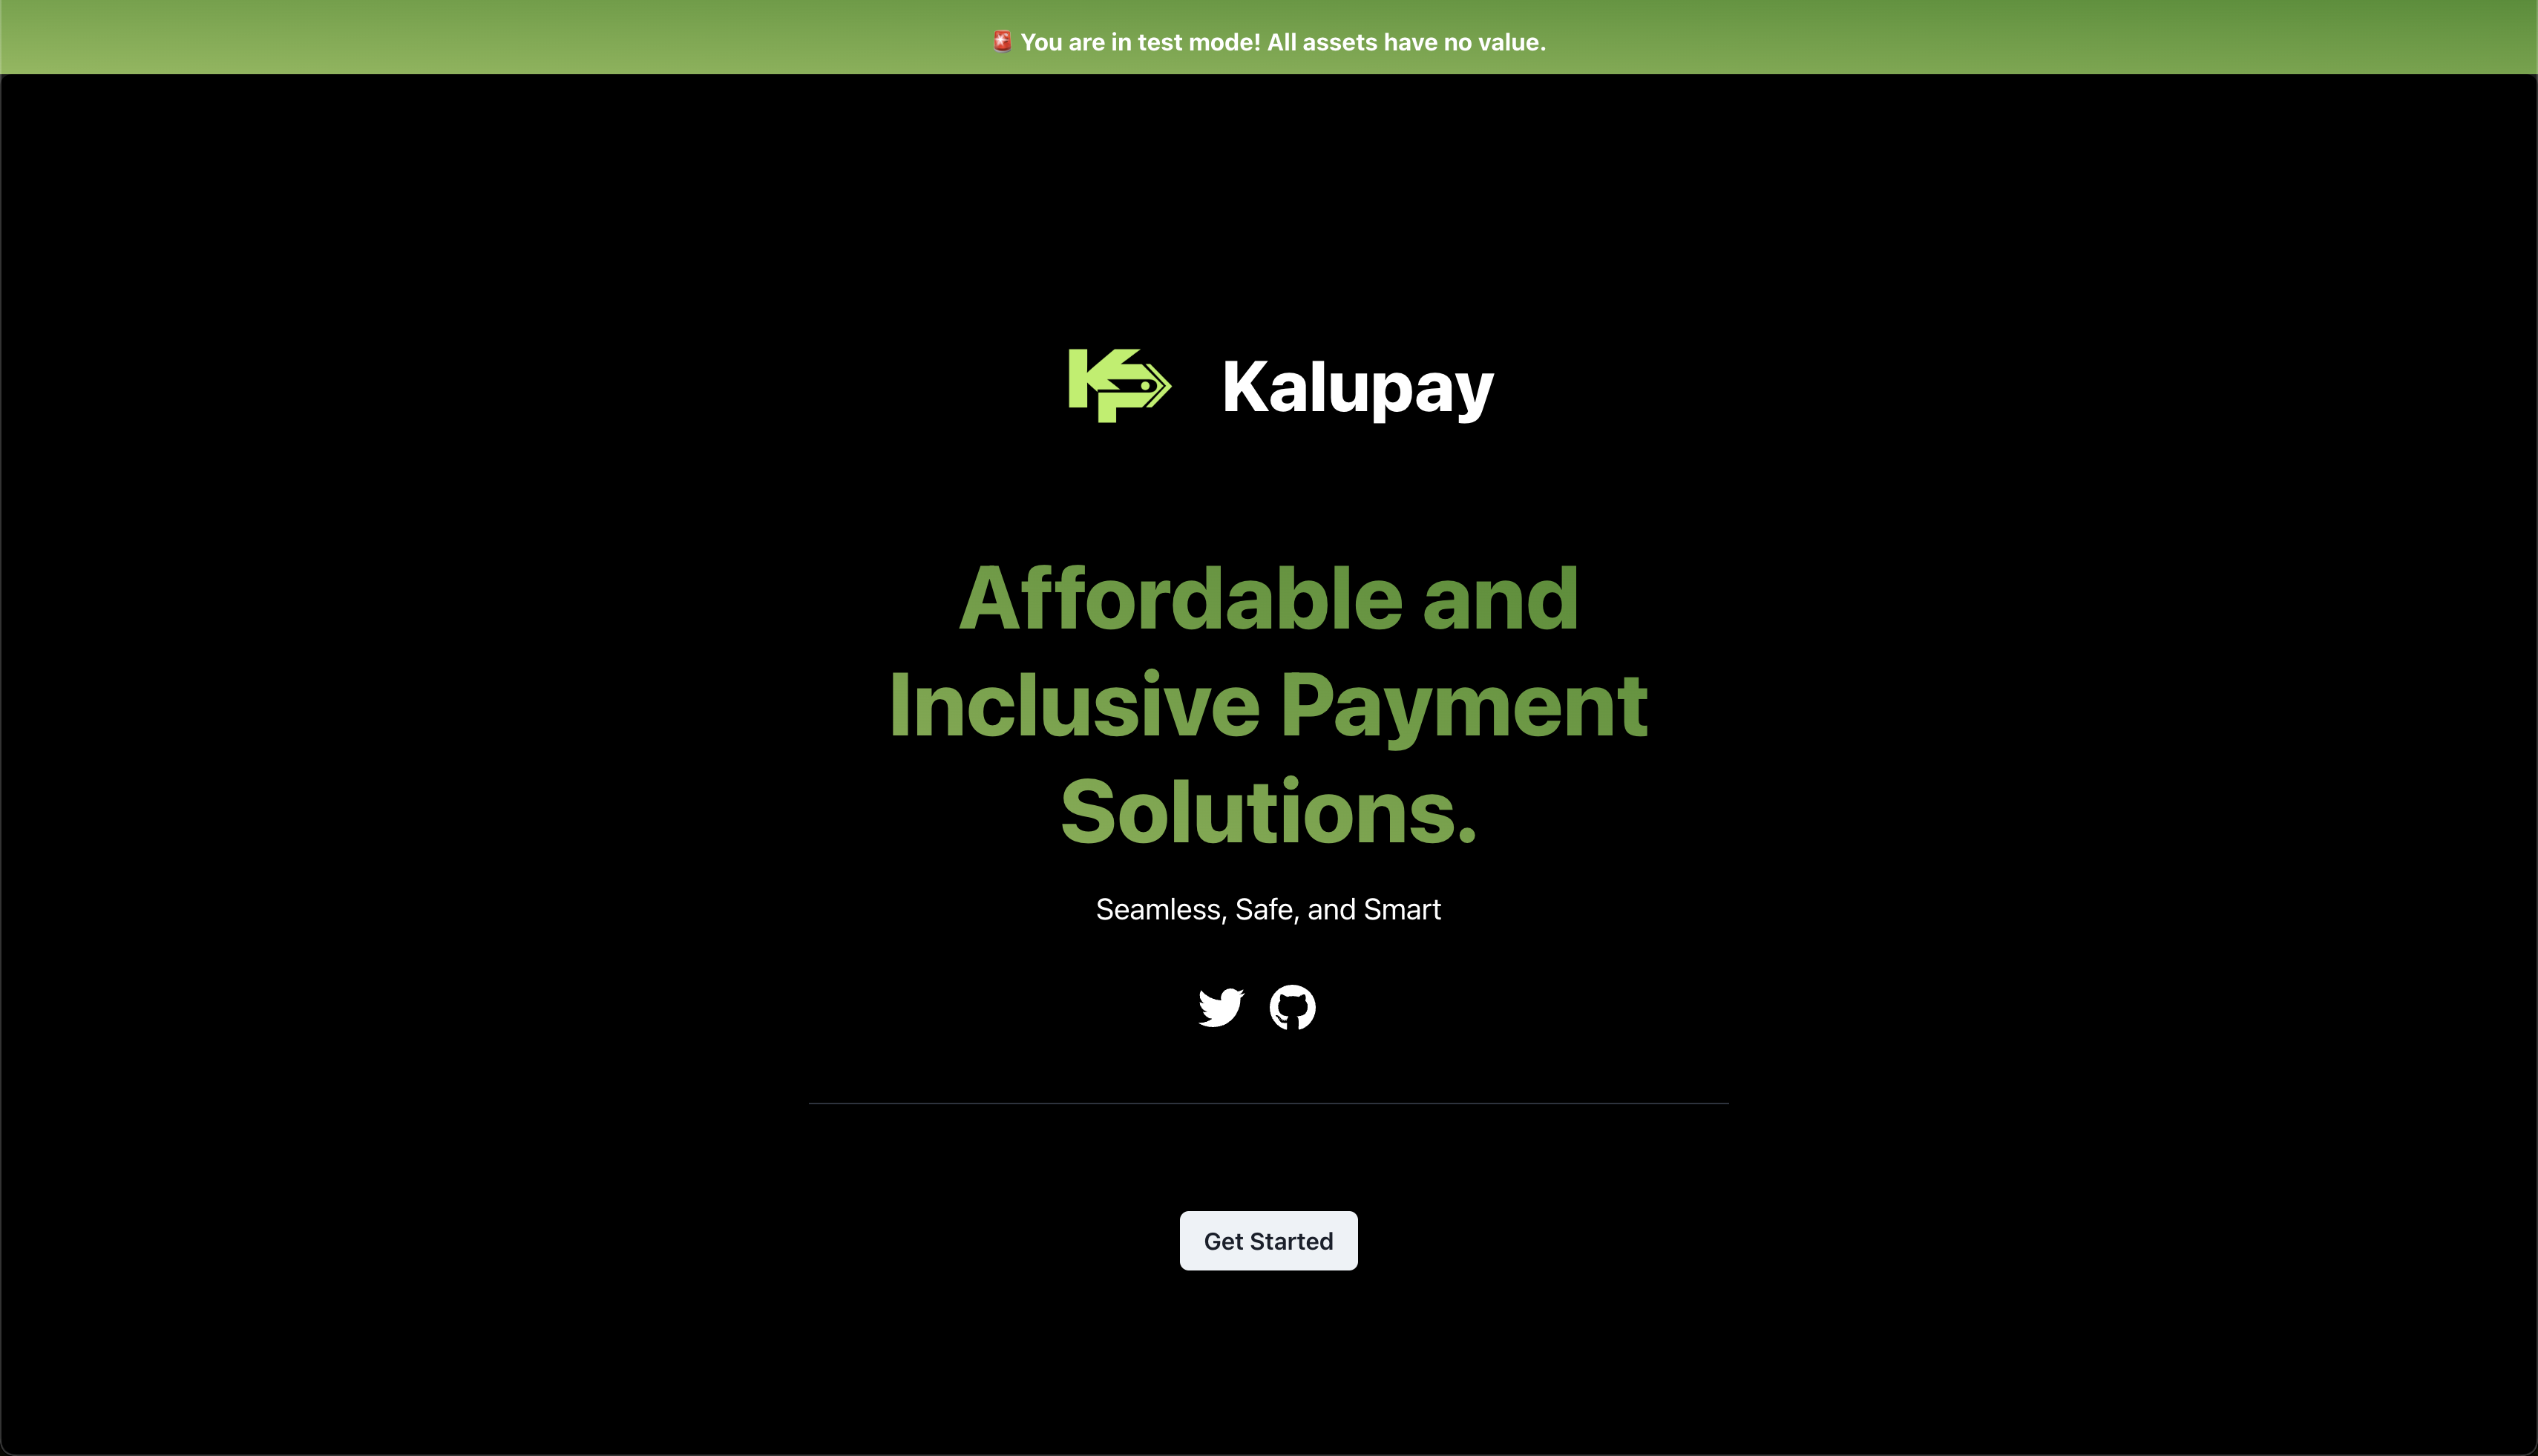 🚨 You are in test mode! All assets have no value.
KP Kalupay
Affordable and
Inclusive Payment
Solutions.
Seamless, Safe, and Smart
Get Started